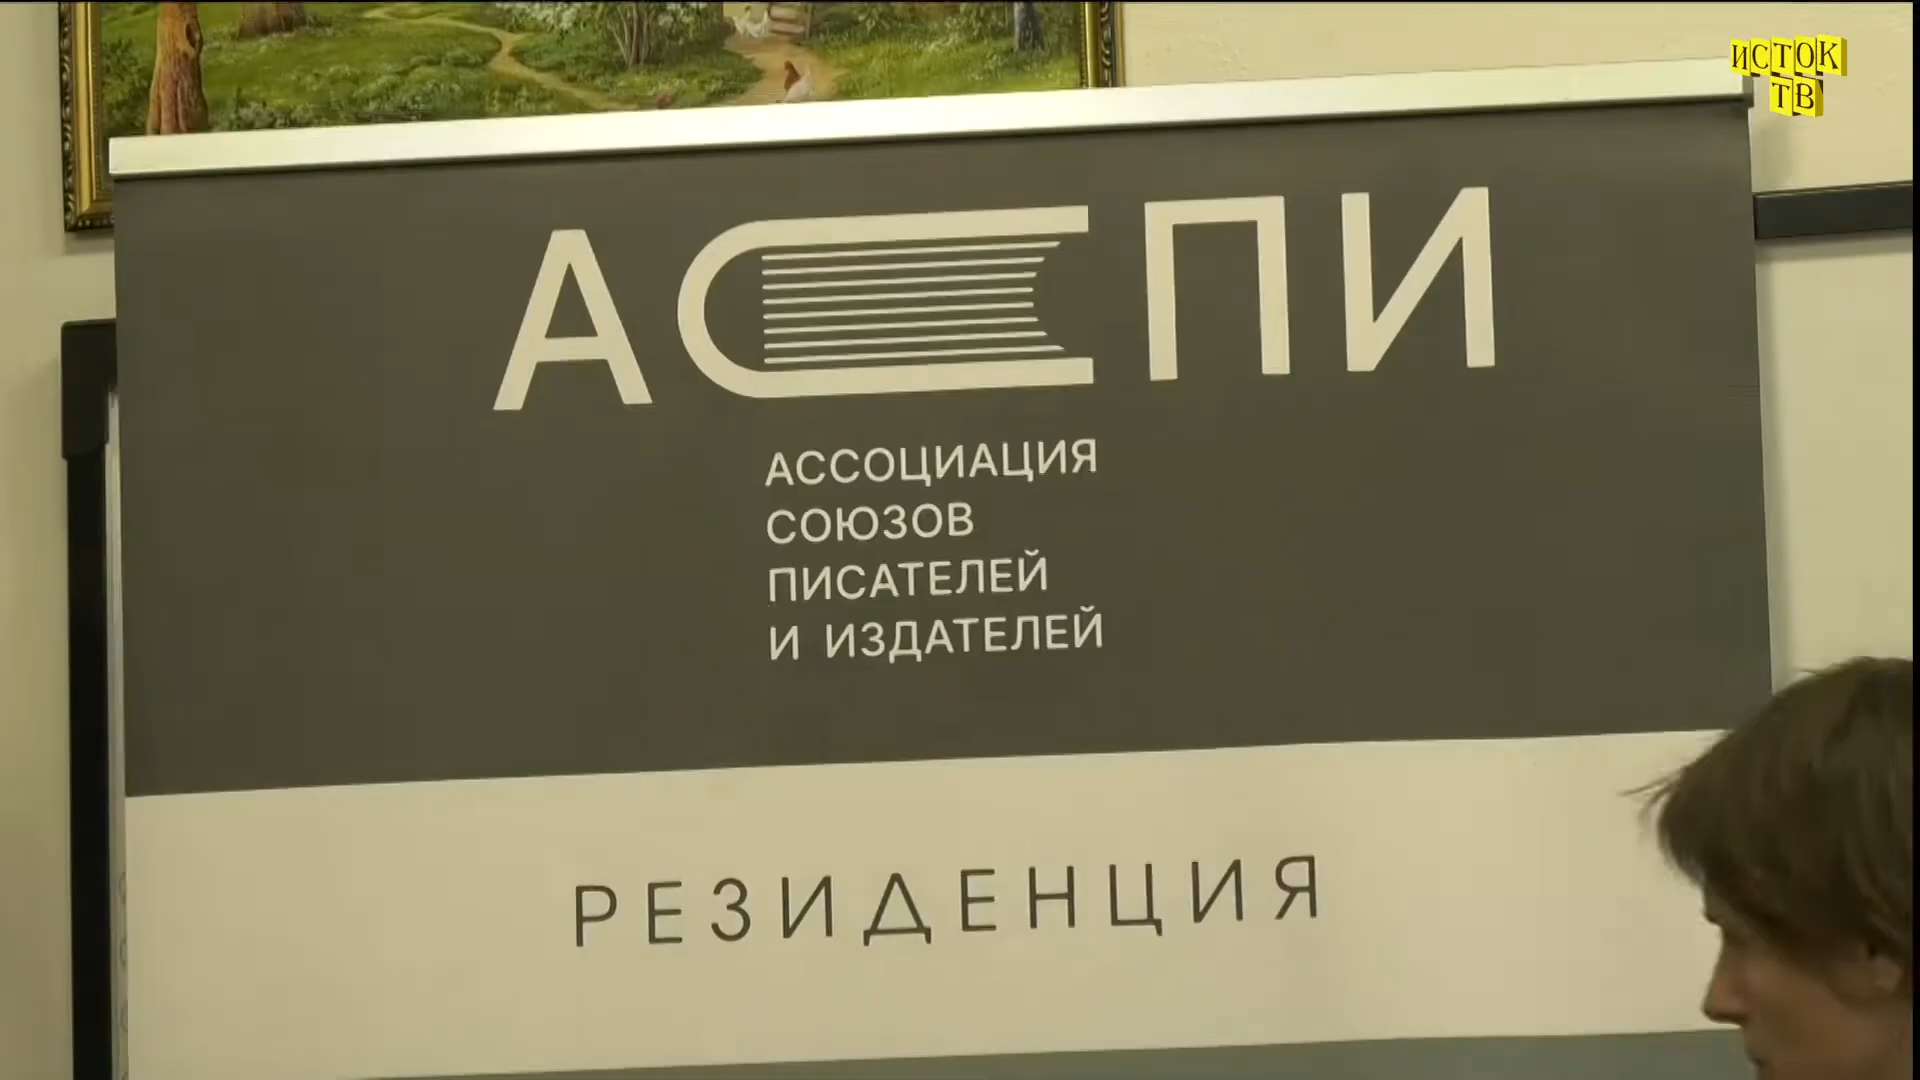 ИСТОК
ТВ
АСПИ
АССОЦИАЦИЯ
СОЮЗОВ
ПИСАТЕЛЕЙ
И ИЗДАТЕЛЕЙ
РЕЗИДЕНЦИЯ